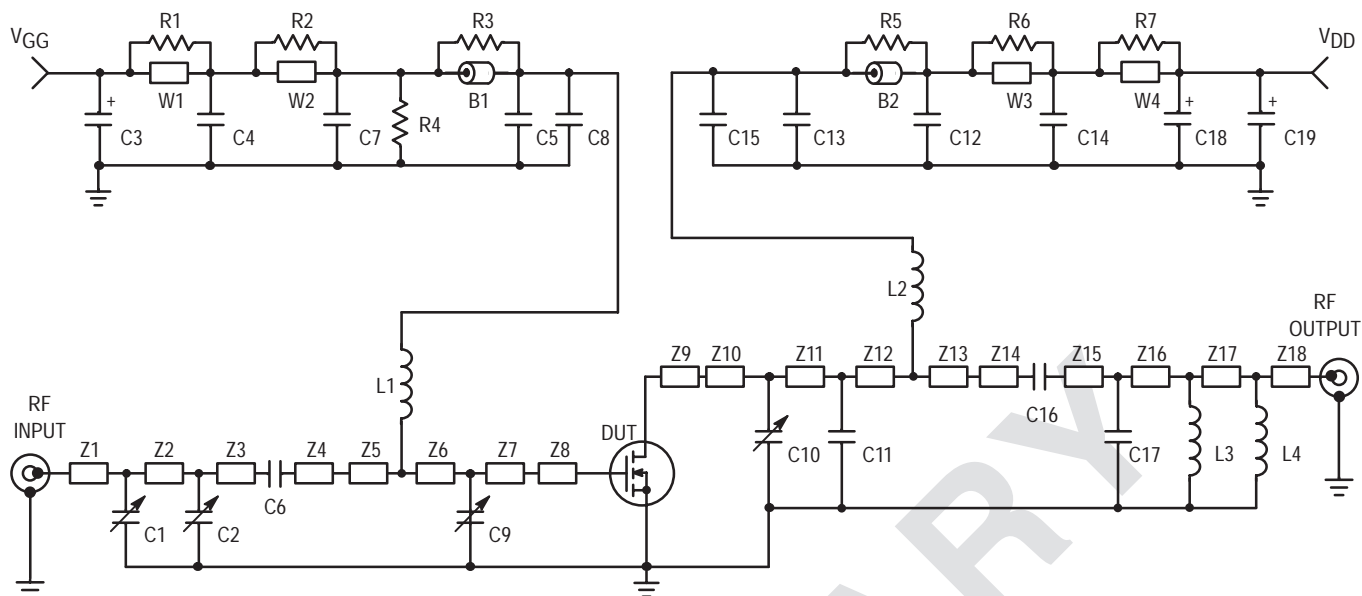 R1 R2 R3 R5 R6 R7
VGG VDD
W1 W2 B1 B2 W3 W4
+ + +
C3 C4 C7 R4 C5 C8 C15 C13 C12 C14 C18 C19
L2
RF
OUTPUT
Z9 Z10 Z11 Z12 Z13 Z14 Z15 Z16 Z17 Z18
L1
C16
RF
INPUT
DUT
C10 C11 C17 L3 L4
Z1 Z2 Z3 Z4 Z5 Z6 Z7 Z8
C6
C1 C2 C9
ARY